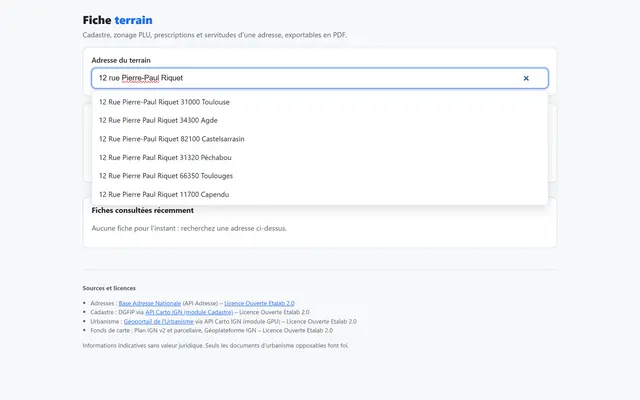 Fiche terrain
Cadastre, zonage PLU, prescriptions et servitudes d'une adresse, exportables en PDF.
Adresse du terrain
12 rue Pierre-Paul Riquet
12 Rue Pierre-Paul Riquet 31000 Toulouse
12 Rue Pierre Paul Riquet 34300 Agde
12 Rue Pierre-Paul Riquet 82100 Castelsarrasin
12 Rue Pierre Paul Riquet 31320 Péchabou
12 Rue Pierre Paul Riquet 66350 Toulouges
12 Rue Pierre Paul Riquet 11700 Capendu
Fiches consultées récemment
Aucune fiche pour l'instant : recherchez une adresse ci-dessus.
Sources et licences
Adresses : Base Adresse Nationale (API Adresse) – Licence Ouverte Etalab 2.0
Cadastre : DGFIP via API Carto IGN (module Cadastre) – Licence Ouverte Etalab 2.0
Urbanisme : Géoportail de l'Urbanisme via API Carto IGN (module GPU) – Licence Ouverte Etalab 2.0
Fonds de carte : Plan IGN v2 et parcellaire, Géoplateforme IGN – Licence Ouverte Etalab 2.0
Informations indicatives sans valeur juridique. Seuls les documents d'urbanisme opposables font foi.